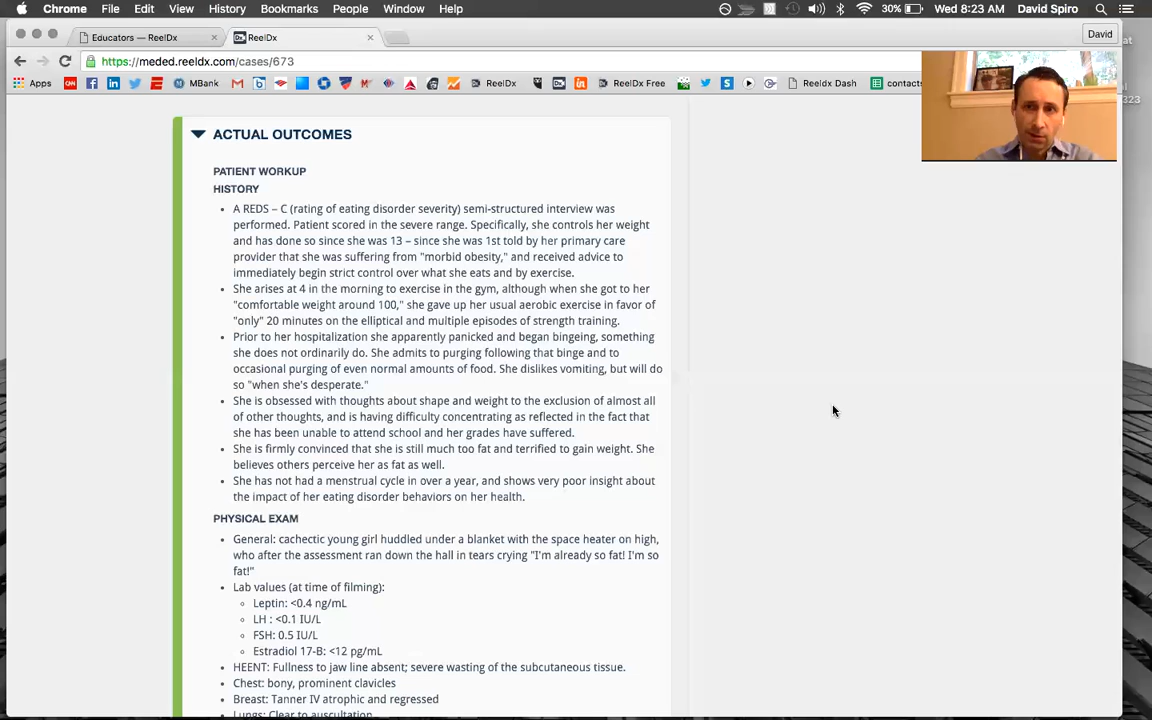 Chrome File Edit View History Bookmarks People Window Help 30% Wed 8:23 AM David Spiro
Educators — ReelDx ReelDx David
https://meded.reeldx.com/cases/673
Apps MBank ReelDx ReelDx Free Reeldx Dash contacts
ACTUAL OUTCOMES
PATIENT WORKUP
HISTORY
• A REDS – C (rating of eating disorder severity) semi-structured interview was
performed. Patient scored in the severe range. Specifically, she controls her weight
and has done so since she was 13 – since she was 1st told by her primary care
provider that she was suffering from "morbid obesity," and received advice to
immediately begin strict control over what she eats and by exercise.
• She arises at 4 in the morning to exercise in the gym, although when she got to her
"comfortable weight around 100," she gave up her usual aerobic exercise in favor of
"only" 20 minutes on the elliptical and multiple episodes of strength training.
• Prior to her hospitalization she apparently panicked and began bingeing, something
she does not ordinarily do. She admits to purging following that binge and to
occasional purging of even normal amounts of food. She dislikes vomiting, but will do
so "when she's desperate."
• She is obsessed with thoughts about shape and weight to the exclusion of almost all
of other thoughts, and is having difficulty concentrating as reflected in the fact that
she has been unable to attend school and her grades have suffered.
• She is firmly convinced that she is still much too fat and terrified to gain weight. She
believes others perceive her as fat as well.
• She has not had a menstrual cycle in over a year, and shows very poor insight about
the impact of her eating disorder behaviors on her health.
PHYSICAL EXAM
• General: cachectic young girl huddled under a blanket with the space heater on high,
who after the assessment ran down the hall in tears crying "I'm already so fat! I'm so
fat!"
• Lab values (at time of filming):
○ Leptin: <0.4 ng/mL
○ LH : <0.1 IU/L
○ FSH: 0.5 IU/L
○ Estradiol 17-B: <12 pg/mL
• HEENT: Fullness to jaw line absent; severe wasting of the subcutaneous tissue.
• Chest: bony, prominent clavicles
• Breast: Tanner IV atrophic and regressed
• Lungs: Clear to auscultation